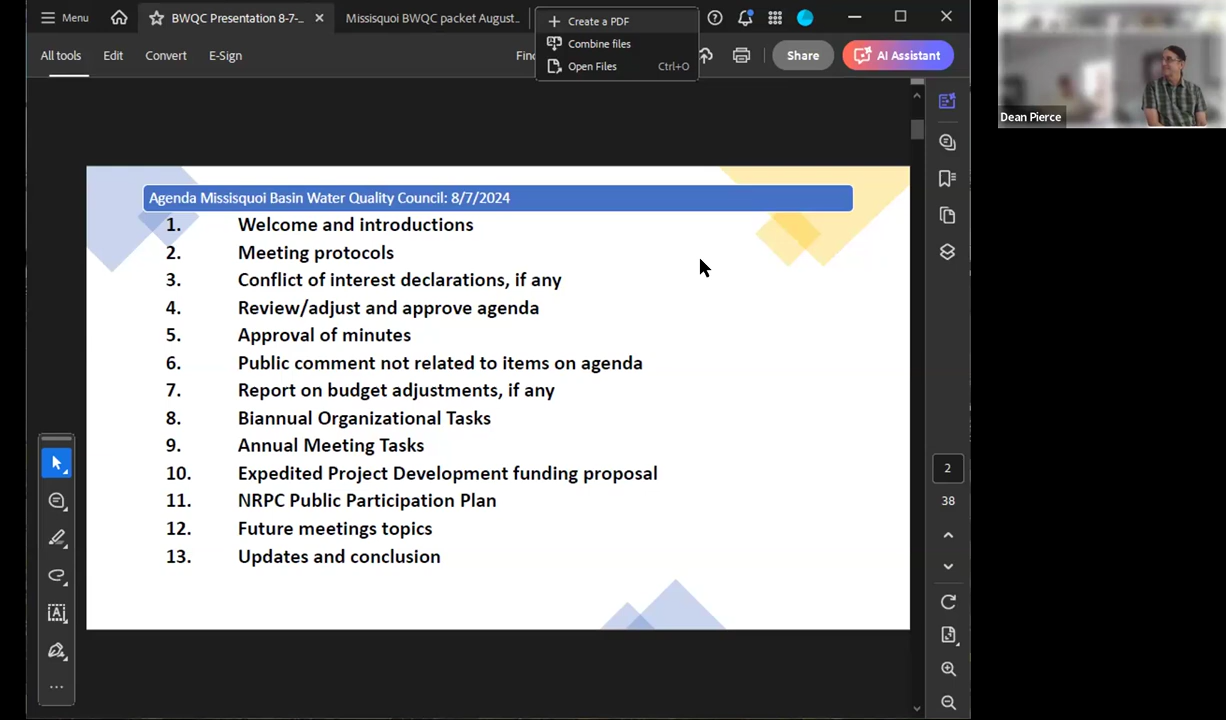 Menu
BWQC Presentation 8-7-...
Missisquoi BWQC packet August...
Create a PDF
Combine files
Open Files Ctrl+O
All tools
Edit
Convert
E-Sign
Find
Share
AI Assistant
Dean Pierce
Agenda Missisquoi Basin Water Quality Council: 8/7/2024
1. Welcome and introductions
2. Meeting protocols
3. Conflict of interest declarations, if any
4. Review/adjust and approve agenda
5. Approval of minutes
6. Public comment not related to items on agenda
7. Report on budget adjustments, if any
8. Biannual Organizational Tasks
9. Annual Meeting Tasks
10. Expedited Project Development funding proposal
11. NRPC Public Participation Plan
12. Future meetings topics
13. Updates and conclusion
2
38